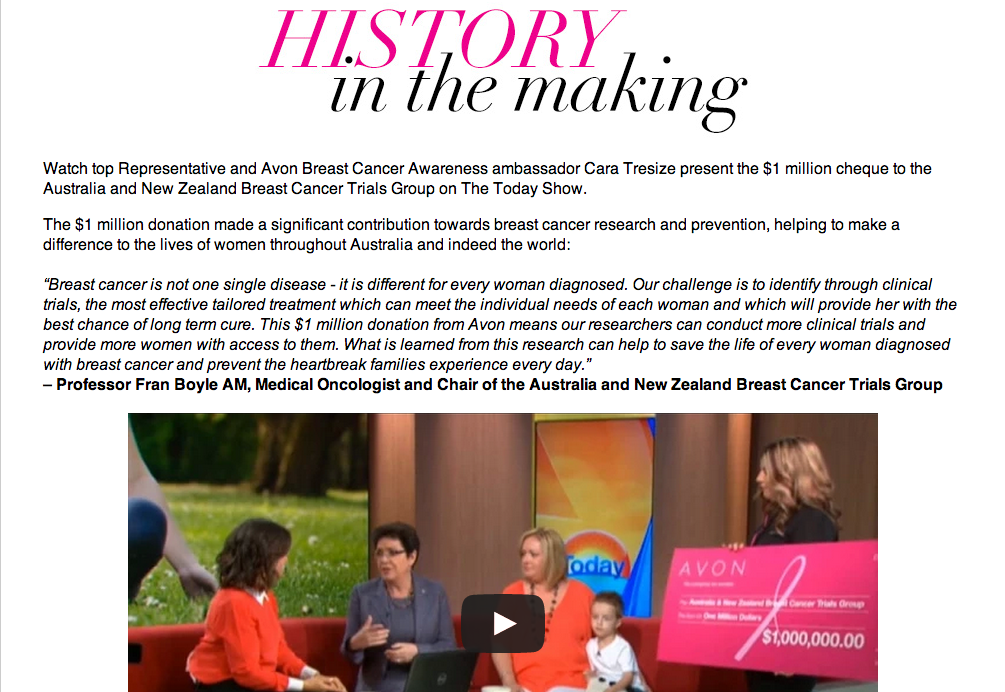 HISTORY
in the making
Watch top Representative and Avon Breast Cancer Awareness ambassador Cara Tresize present the $1 million cheque to the
Australia and New Zealand Breast Cancer Trials Group on The Today Show.
The $1 million donation made a significant contribution towards breast cancer research and prevention, helping to make a
difference to the lives of women throughout Australia and indeed the world:
“Breast cancer is not one single disease - it is different for every woman diagnosed. Our challenge is to identify through clinical
trials, the most effective tailored treatment which can meet the individual needs of each woman and which will provide her with the
best chance of long term cure. This $1 million donation from Avon means our researchers can conduct more clinical trials and
provide more women with access to them. What is learned from this research can help to save the life of every woman diagnosed
with breast cancer and prevent the heartbreak families experience every day.”
– Professor Fran Boyle AM, Medical Oncologist and Chair of the Australia and New Zealand Breast Cancer Trials Group
Today
AVON
Australia & New Zealand Breast Cancer Trials Group
One Million Dollars
$1,000,000.00